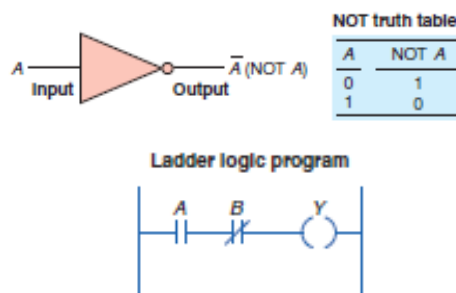 NOT truth table
A NOT A
0 1
1 0
A Input Output Ā (NOT A)
Ladder logic program
A B Y